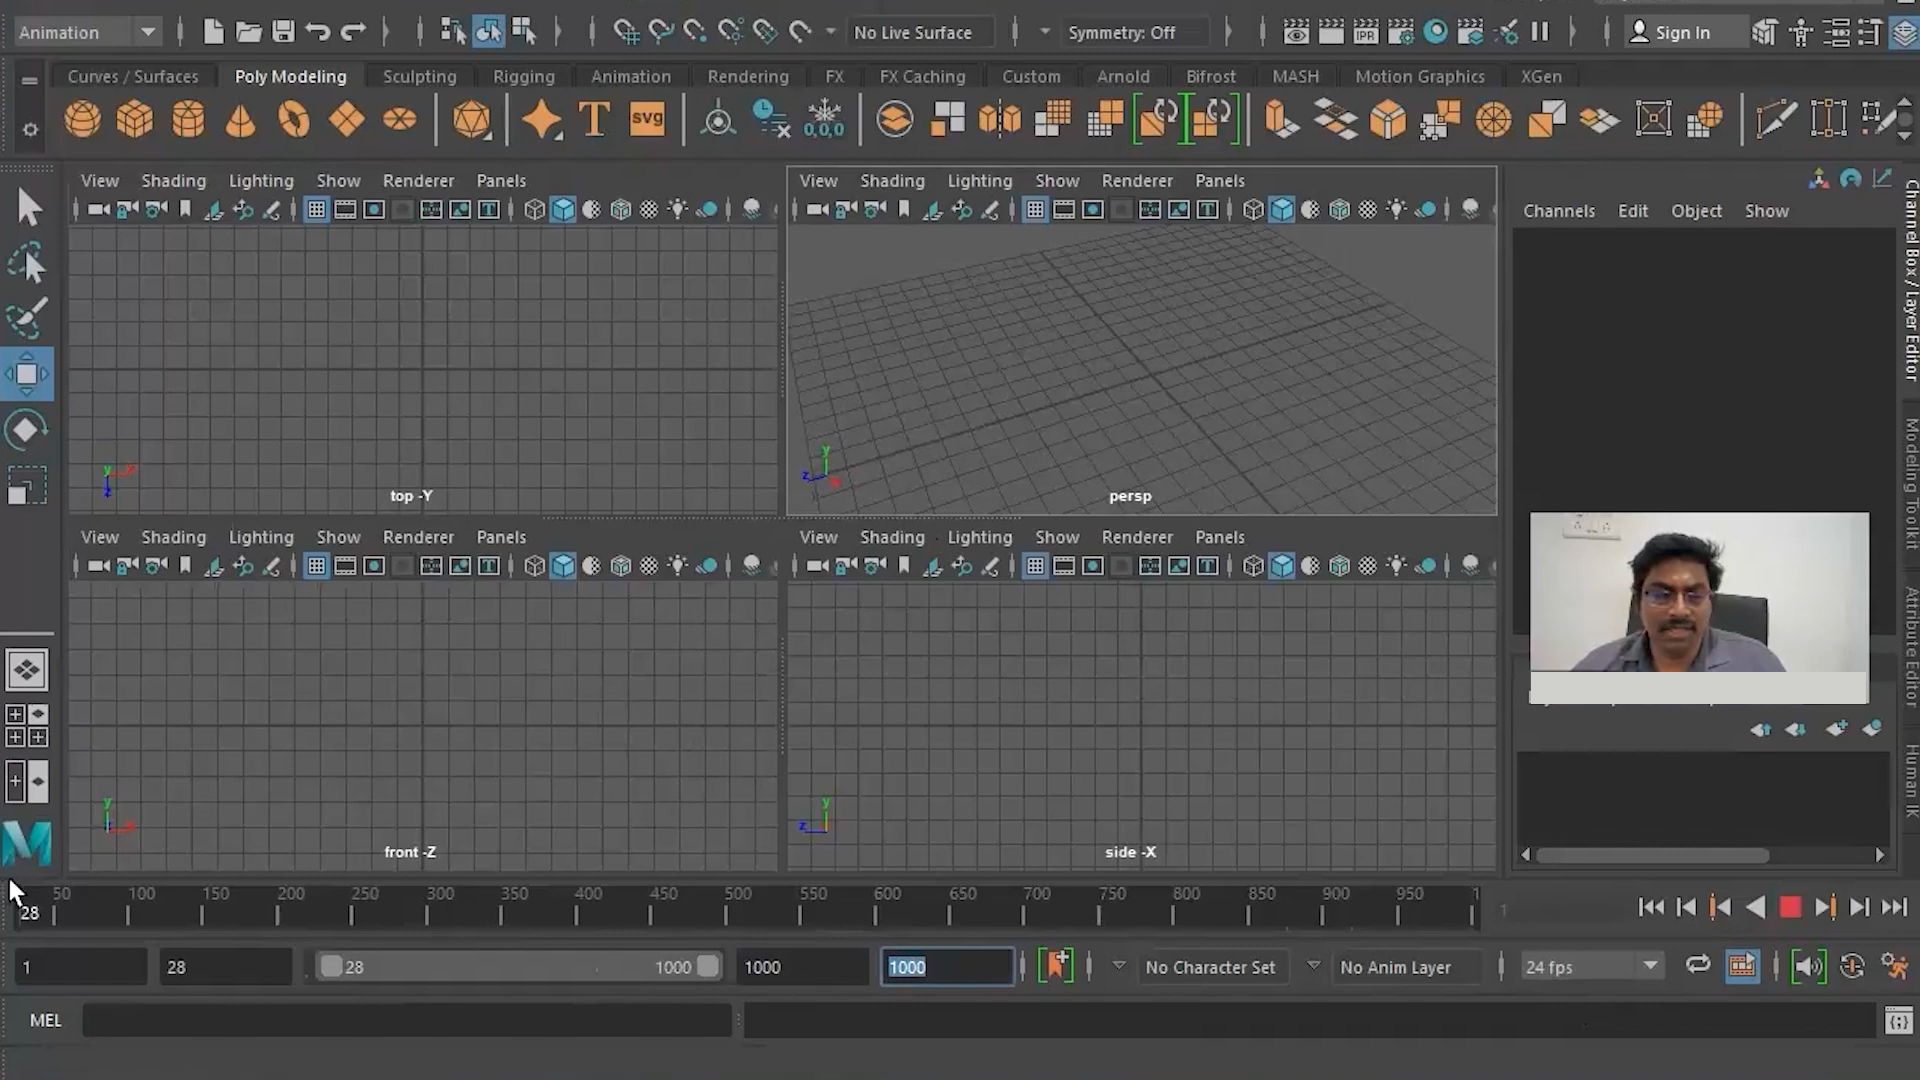 Animation
No Live Surface
Symmetry: Off
Sign In
Curves / Surfaces Poly Modeling Sculpting Rigging Animation Rendering FX FX Caching Custom Arnold Bifrost MASH Motion Graphics XGen
IPR
T svg 0,0,0
View Shading Lighting Show Renderer Panels
View Shading Lighting Show Renderer Panels
Channels Edit Object Show
Channel Box / Layer Editor
Modeling Toolkit
Attribute Editor
Human IK
y x z
top -Y
y z x
persp
View Shading Lighting Show Renderer Panels
View Shading Lighting Show Renderer Panels
y x
front -Z
y z
side -X
50 100 150 200 250 300 350 400 450 500 550 600 650 700 750 800 850 900 950 1
28
1
1 28 28 1000 1000 1000 No Character Set No Anim Layer 24 fps
MEL